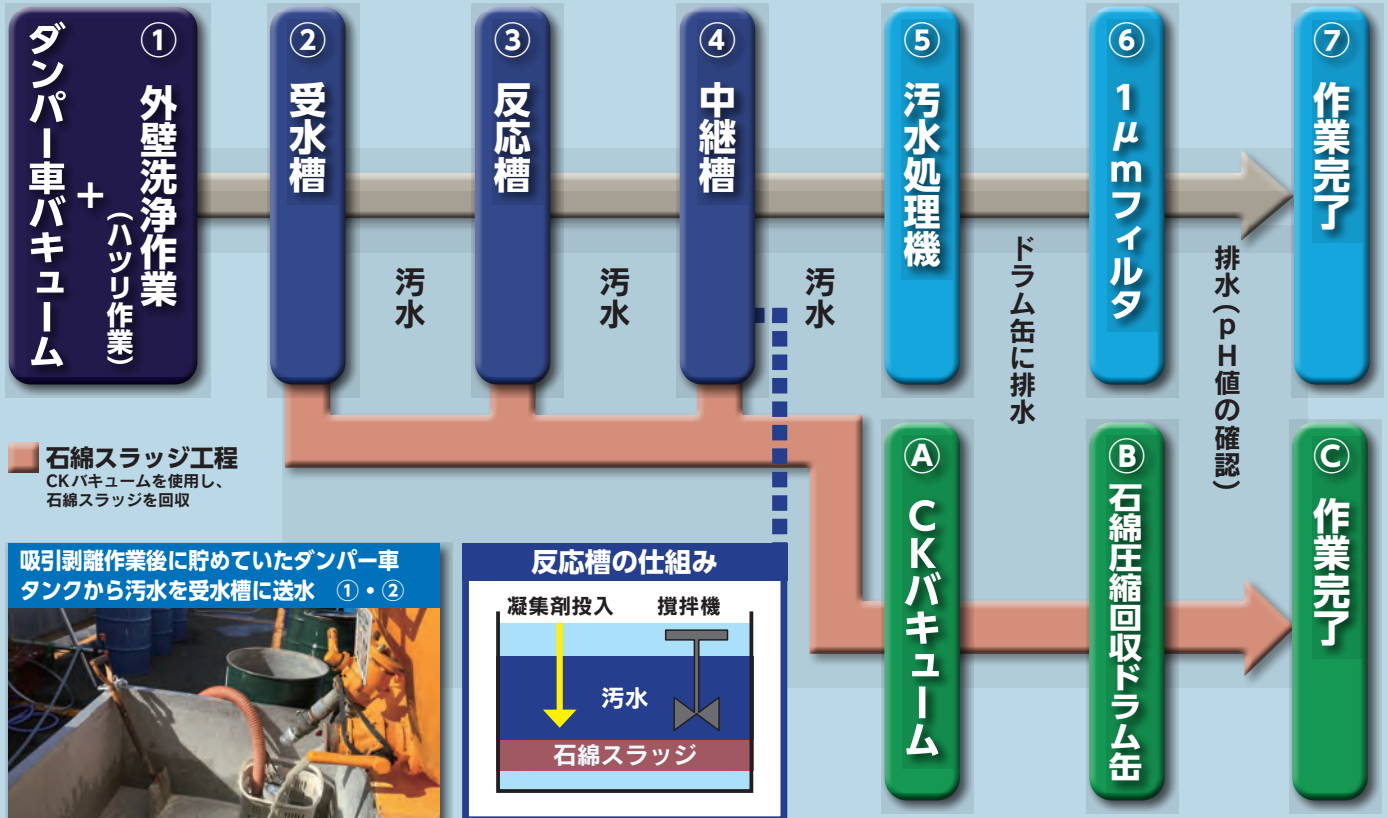 ①
外壁洗浄作業
(ハツリ作業)
+
ダンパー車バキューム
②
受水槽
汚水
③
反応槽
汚水
④
中継槽
汚水
⑤
汚水処理機
ドラム缶に排水
⑥
1μmフィルタ
排水(pH値の確認)
⑦
作業完了
石綿スラッジ工程
CKバキュームを使用し、
石綿スラッジを回収
Ⓐ
CKバキューム
Ⓑ
石綿圧縮回収ドラム缶
Ⓒ
作業完了
吸引剥離作業後に貯めていたダンパー車
タンクから汚水を受水槽に送水 ①・②
反応槽の仕組み
凝集剤投入
撹拌機
汚水
石綿スラッジ